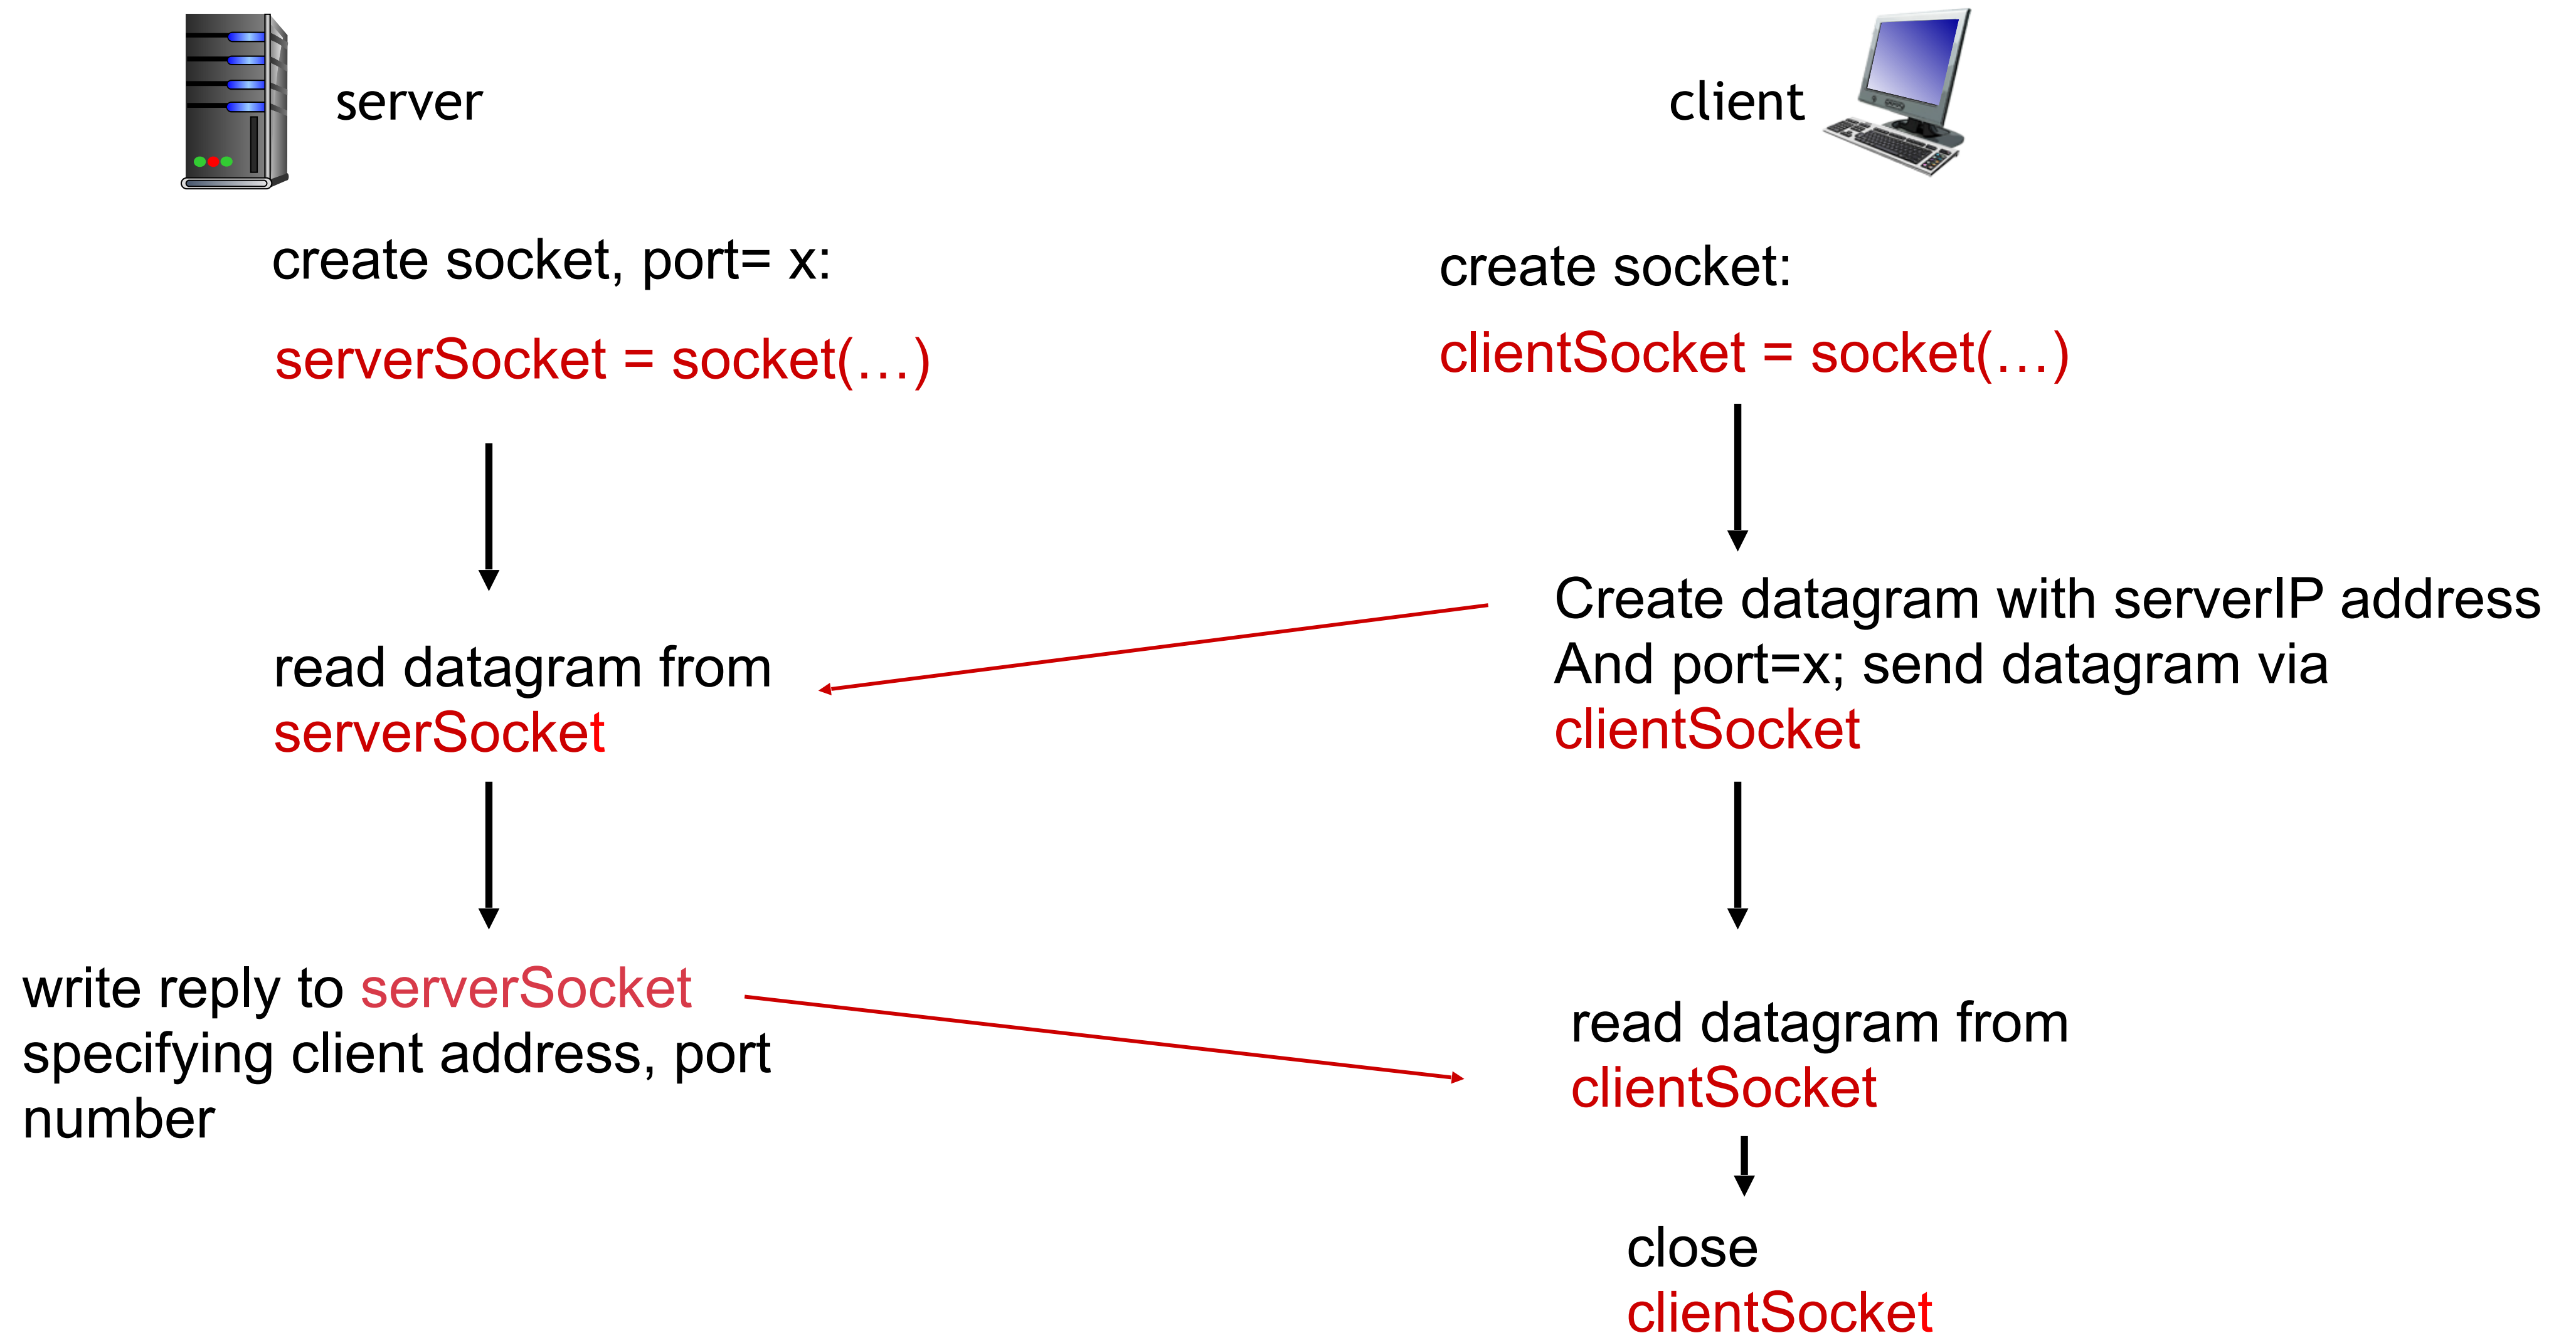 server
create socket, port= x:
serverSocket = socket(…)
read datagram from
serverSocket
write reply to serverSocket
specifying client address, port
number
client
create socket:
clientSocket = socket(…)
Create datagram with serverIP address
And port=x; send datagram via
clientSocket
read datagram from
clientSocket
close
clientSocket